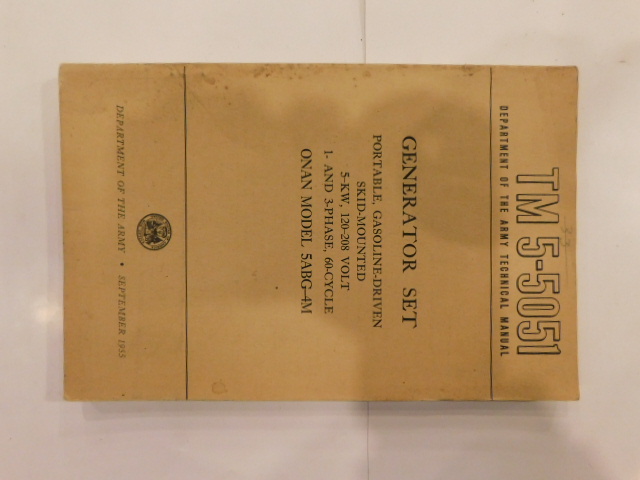 TM 5-5051
DEPARTMENT OF THE ARMY TECHNICAL MANUAL
GENERATOR SET
PORTABLE, GASOLINE-DRIVEN
SKID-MOUNTED
5-KW, 120-208 VOLT
1- AND 3-PHASE, 60-CYCLE
ONAN MODEL 5ABG-4M
DEPARTMENT OF THE ARMY • SEPTEMBER 1955